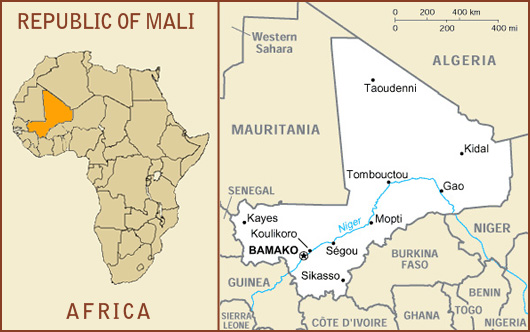 REPUBLIC OF MALI
AFRICA
0 200 400 km
0 200 400 mi
Western
Sahara
ALGERIA
Taoudenni
MAURITANIA
Kidal
Tombouctou
Gao
SENEGAL
Kayes
Niger
Mopti
NIGER
Koulikoro
BAMAKO
Ségou
BURKINA
FASO
Sikasso
GUINEA
BENIN
SIERRA
LEONE
CÔTE D'IVOIRE
GHANA
TOGO
NIGERIA